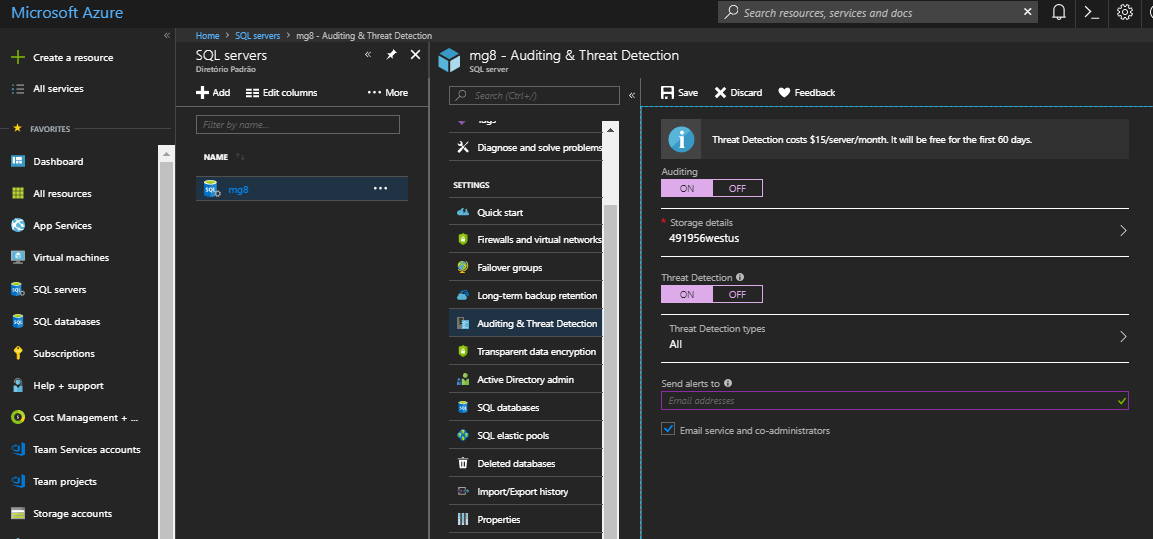 Microsoft Azure
Search resources, services and docs
Create a resource
All services
FAVORITES
Dashboard
All resources
App Services
Virtual machines
SQL servers
SQL databases
Subscriptions
Help + support
Cost Management + ...
Team Services accounts
Team projects
Storage accounts
Home > SQL servers > mg8 - Auditing & Threat Detection
SQL servers
Diretório Padrão
Add
Edit columns
More
Filter by name...
NAME
mg8
mg8 - Auditing & Threat Detection
SQL server
Search (Ctrl+/)
Tags
Diagnose and solve problems
SETTINGS
Quick start
Firewalls and virtual networks
Failover groups
Long-term backup retention
Auditing & Threat Detection
Transparent data encryption
Active Directory admin
SQL databases
SQL elastic pools
Deleted databases
Import/Export history
Properties
Save
Discard
Feedback
Threat Detection costs $15/server/month. It will be free for the first 60 days.
Auditing
ON OFF
* Storage details
491956westus
Threat Detection
ON OFF
Threat Detection types
All
Send alerts to
Email addresses
Email service and co-administrators